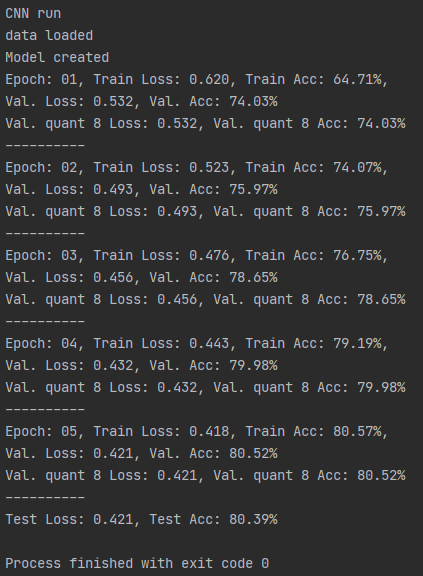 CNN run
data loaded
Model created
Epoch: 01, Train Loss: 0.620, Train Acc: 64.71%,
Val. Loss: 0.532, Val. Acc: 74.03%
Val. quant 8 Loss: 0.532, Val. quant 8 Acc: 74.03%
----------
Epoch: 02, Train Loss: 0.523, Train Acc: 74.07%,
Val. Loss: 0.493, Val. Acc: 75.97%
Val. quant 8 Loss: 0.493, Val. quant 8 Acc: 75.97%
----------
Epoch: 03, Train Loss: 0.476, Train Acc: 76.75%,
Val. Loss: 0.456, Val. Acc: 78.65%
Val. quant 8 Loss: 0.456, Val. quant 8 Acc: 78.65%
----------
Epoch: 04, Train Loss: 0.443, Train Acc: 79.19%,
Val. Loss: 0.432, Val. Acc: 79.98%
Val. quant 8 Loss: 0.432, Val. quant 8 Acc: 79.98%
----------
Epoch: 05, Train Loss: 0.418, Train Acc: 80.57%,
Val. Loss: 0.421, Val. Acc: 80.52%
Val. quant 8 Loss: 0.421, Val. quant 8 Acc: 80.52%
----------
Test Loss: 0.421, Test Acc: 80.39%
Process finished with exit code 0